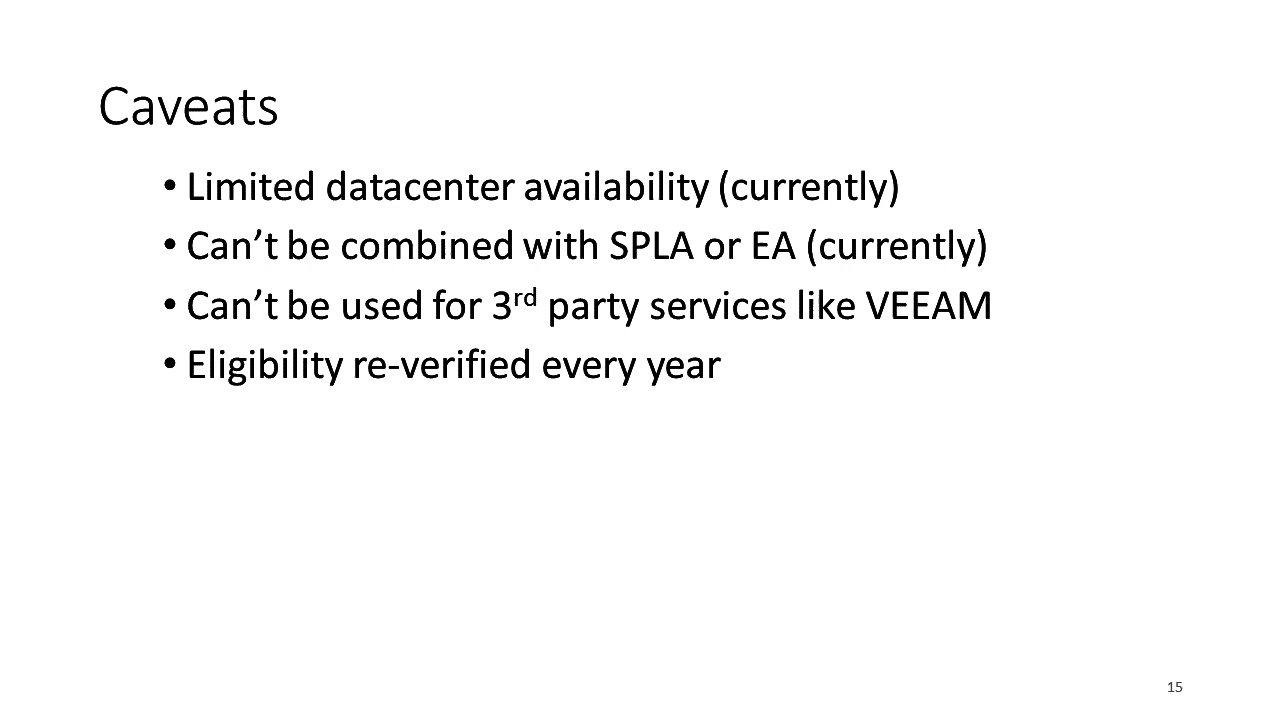 Caveats
• Limited datacenter availability (currently)
• Can’t be combined with SPLA or EA (currently)
• Can’t be used for 3rd party services like VEEAM
• Eligibility re-verified every year
15